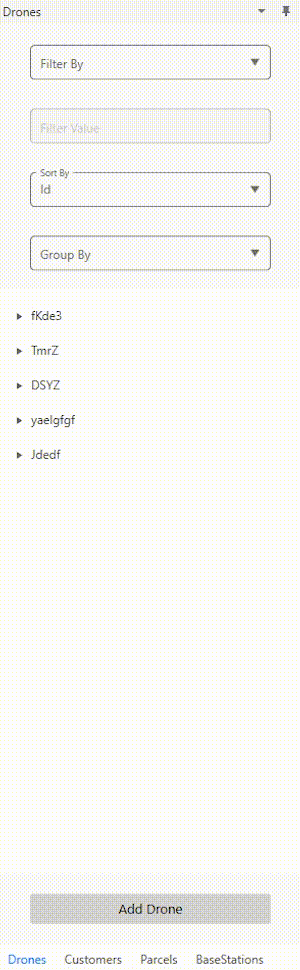 Drones
Filter By
Filter Value
Sort By
Id
Group By
fKde3
TmrZ
DSYZ
yaelgfgf
Jdedf
Add Drone
Drones Customers Parcels BaseStations